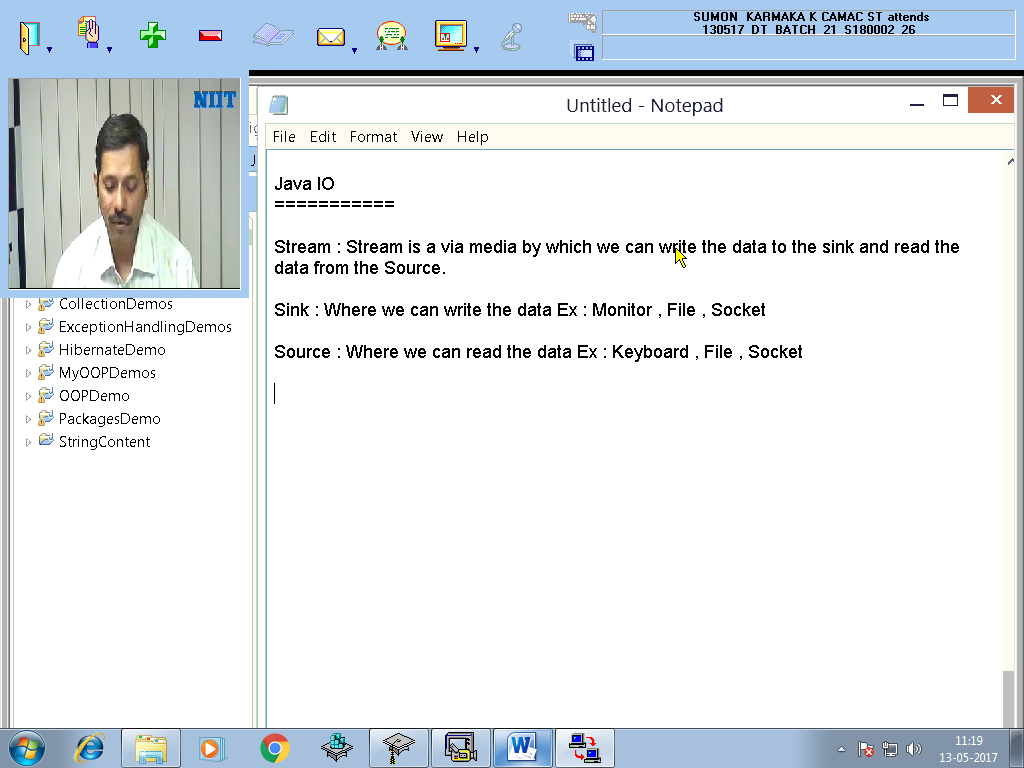 SUMON KARMAKA K CAMAC ST attends
130517 DT BATCH 21 S180002 26
NIIT
Untitled - Notepad
File Edit Format View Help
Java IO
===========
Stream : Stream is a via media by which we can write the data to the sink and read the
data from the Source.
Sink : Where we can write the data Ex : Monitor , File , Socket
Source : Where we can read the data Ex : Keyboard , File , Socket
CollectionDemos
ExceptionHandlingDemos
HibernateDemo
MyOOPDemos
OOPDemo
PackagesDemo
StringContent
11:19
13-05-2017